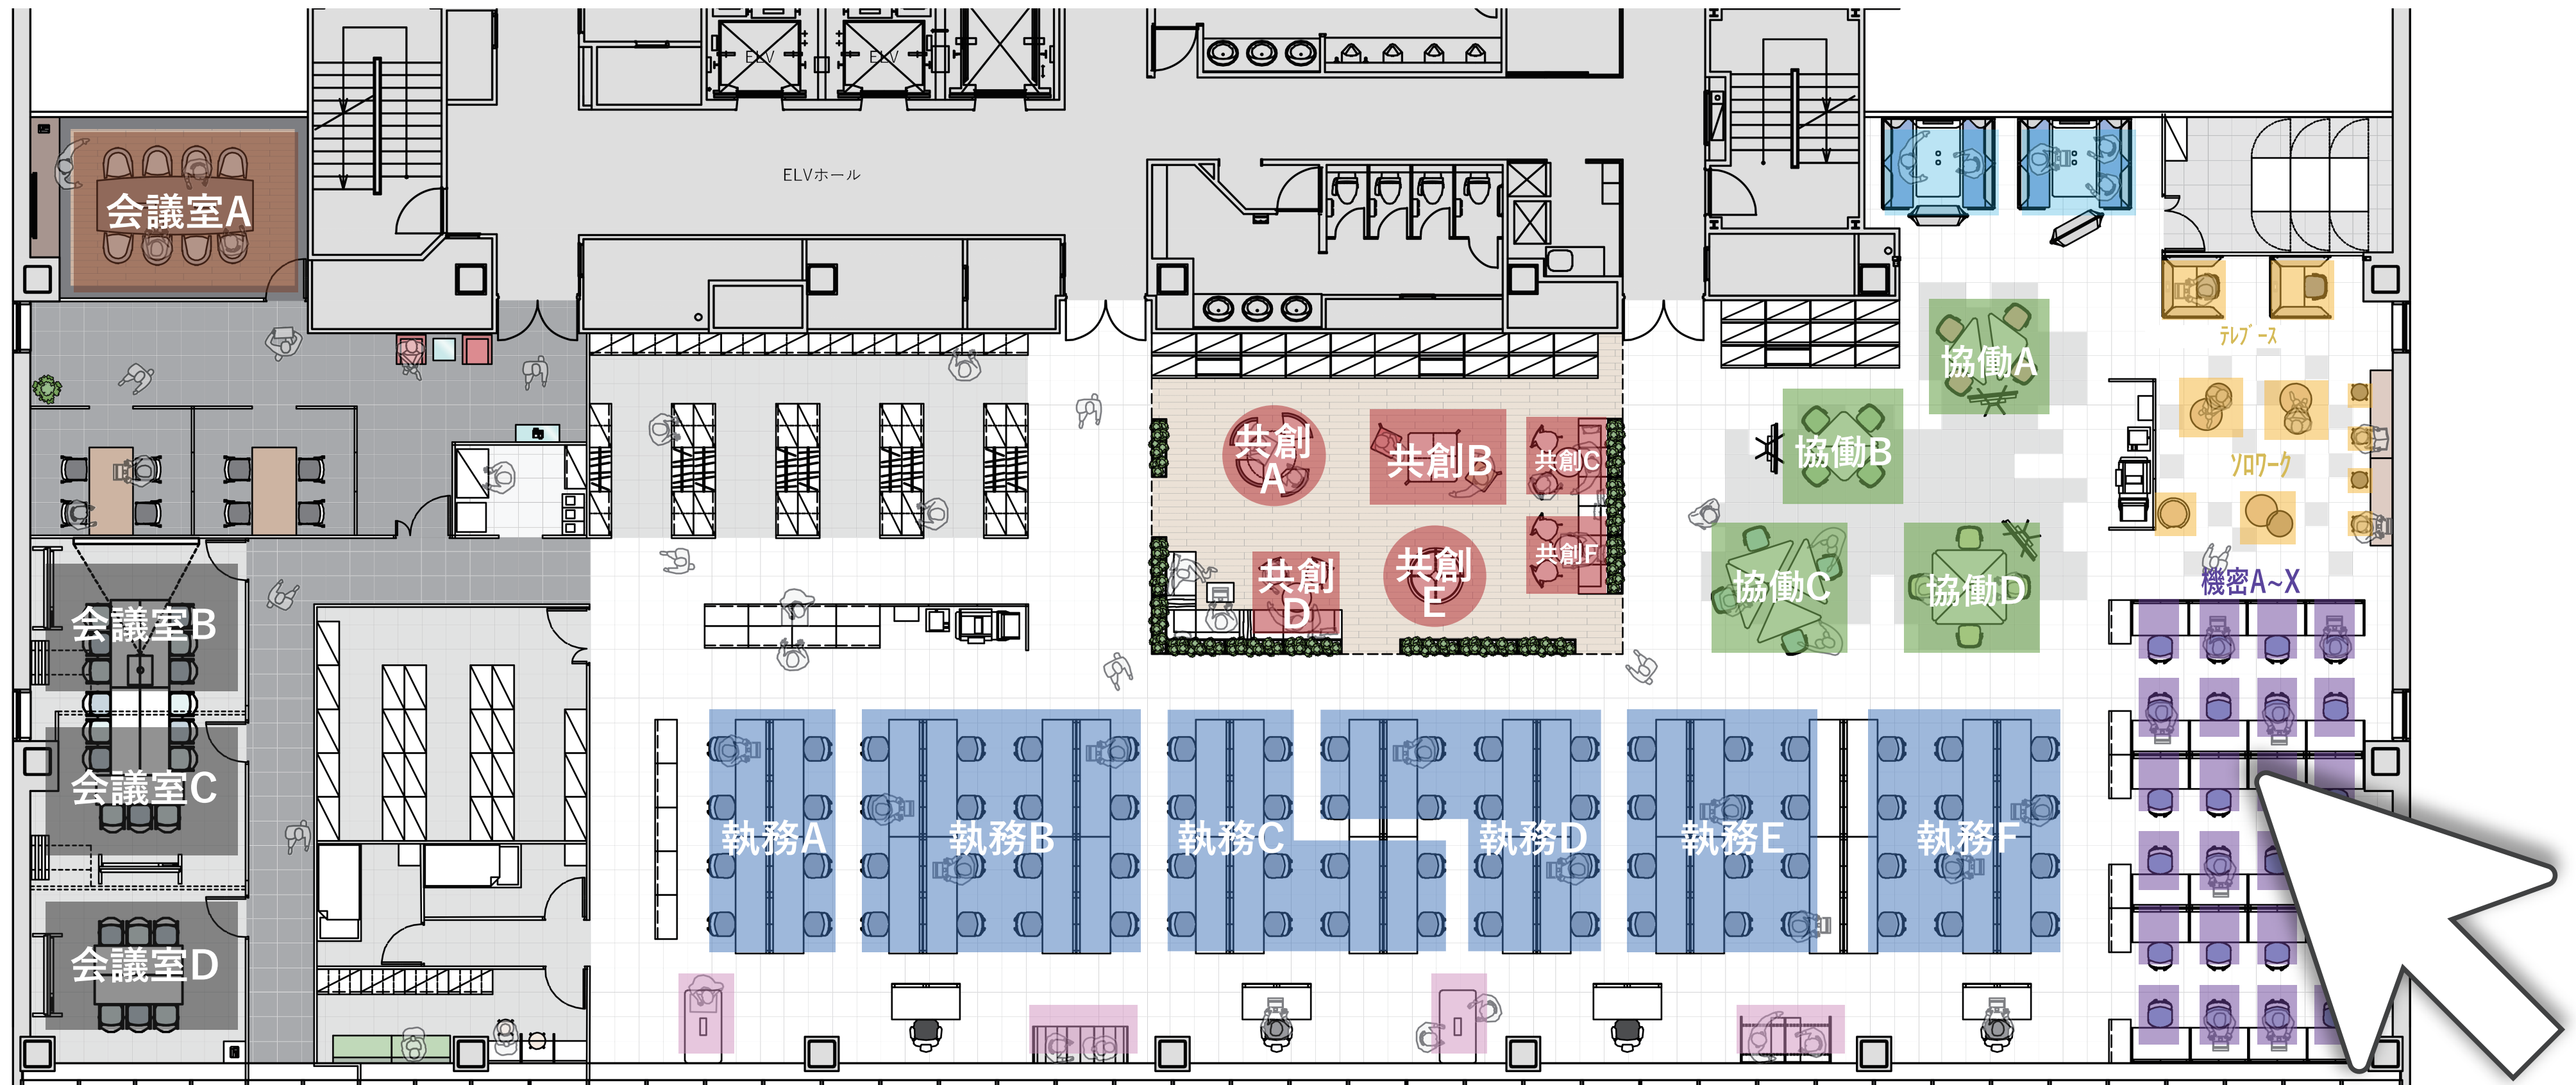 ELV
ELV
ELVホール
会議室A
テレブース
協働A
協働B
共創
A
共創B
共創C
ソロワーク
共創F
共創
D
共創
E
協働C
協働D
機密A~X
会議室B
会議室C
会議室D
執務A
執務B
執務C
執務D
執務E
執務F